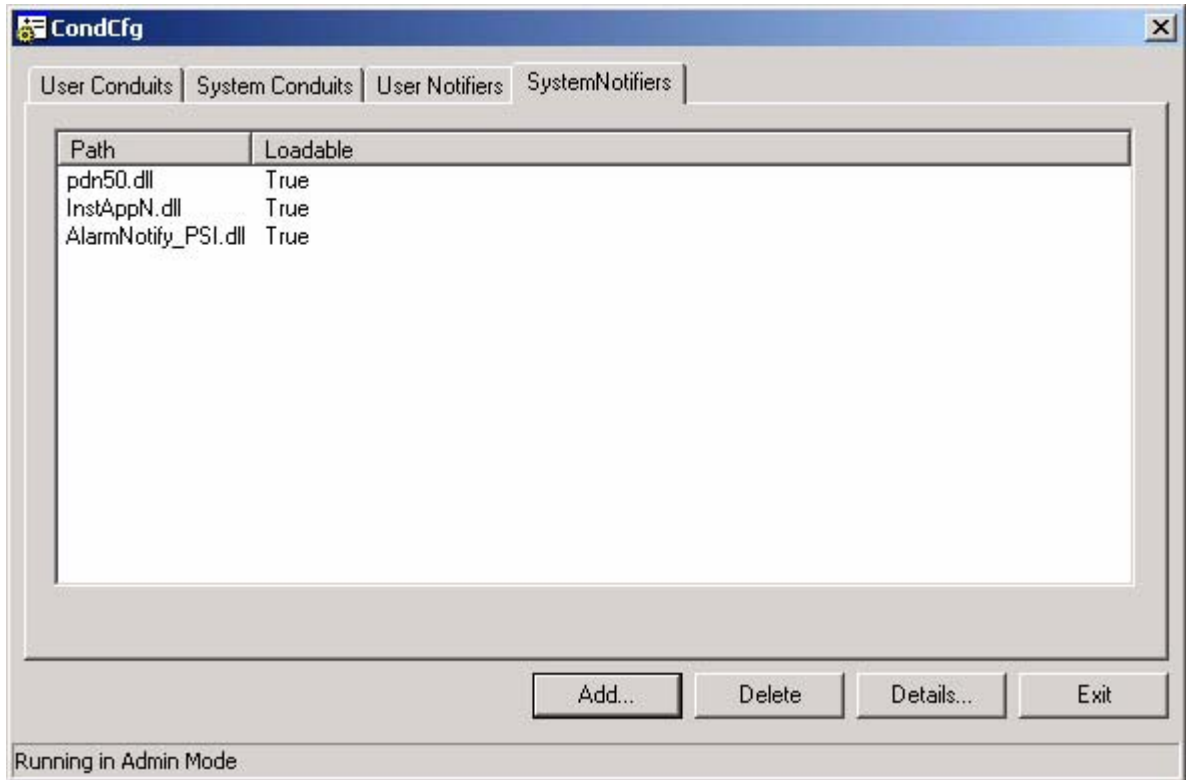 CondCfg
User Conduits System Conduits User Notifiers SystemNotifiers
Path Loadable
pdn50.dll True
InstAppN.dll True
AlarmNotify_PSI.dll True
Add... Delete Details... Exit
Running in Admin Mode